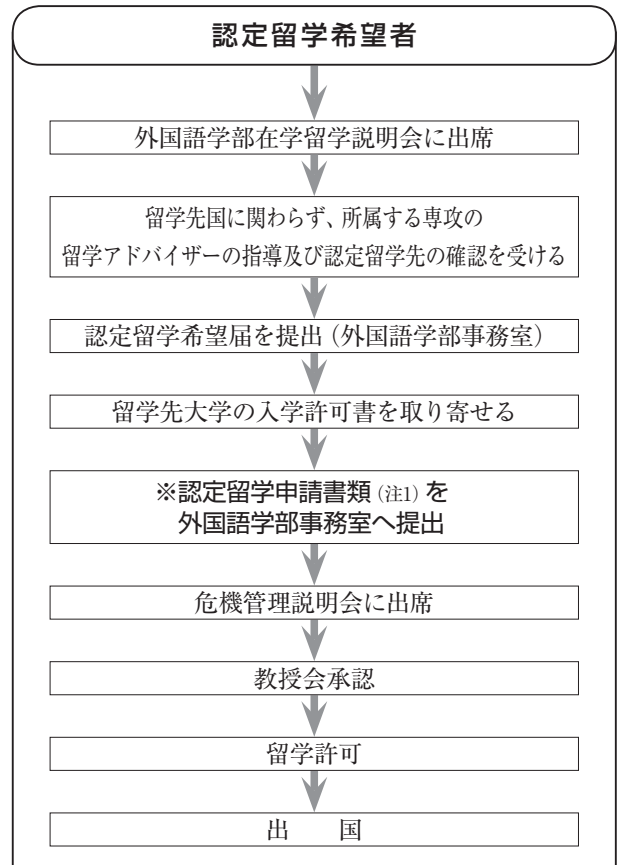 認定留学希望者
外国語学部在学留学説明会に出席
留学先国に関わらず、所属する専攻の
留学アドバイザーの指導及び認定留学先の確認を受ける
認定留学希望届を提出（外国語学部事務室）
留学先大学の入学許可書を取り寄せる
※認定留学申請書類（注1）を
外国語学部事務室へ提出
危機管理説明会に出席
教授会承認
留学許可
出　国